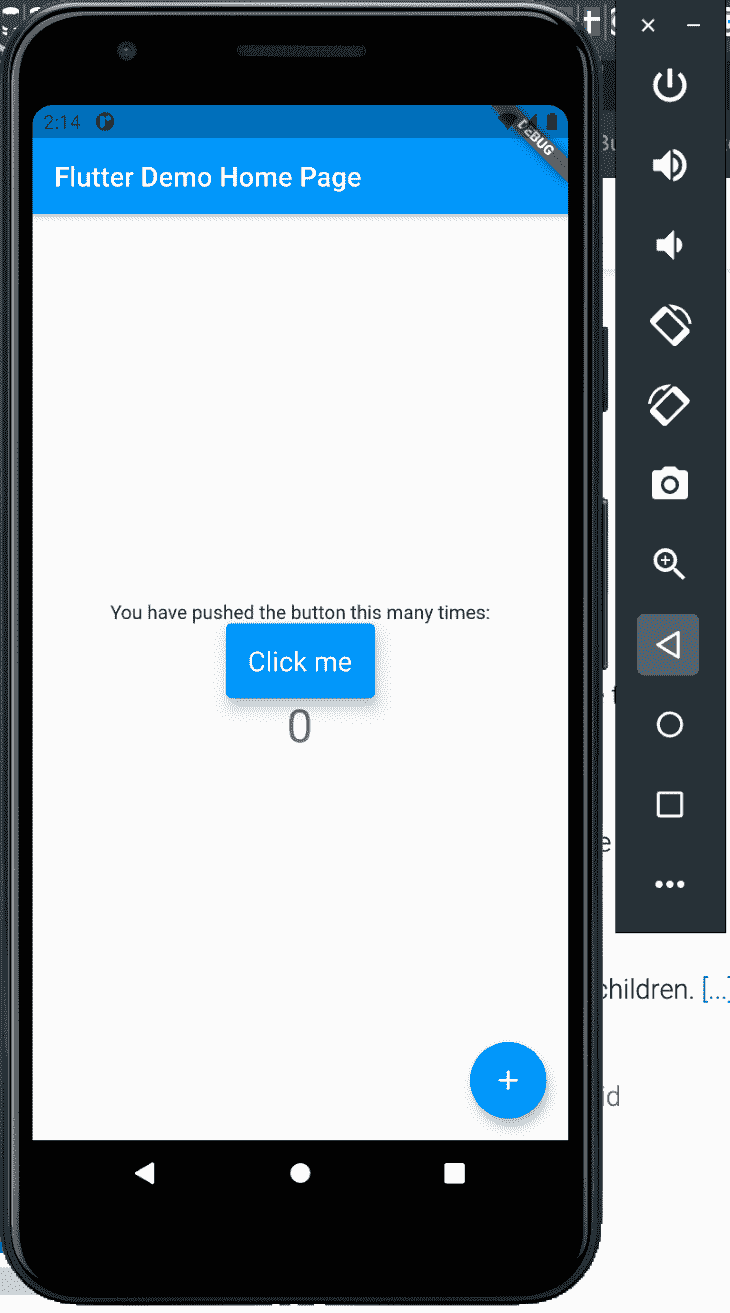 2:14
DEBUG
Flutter Demo Home Page
You have pushed the button this many times:
Click me
0
children. [...]